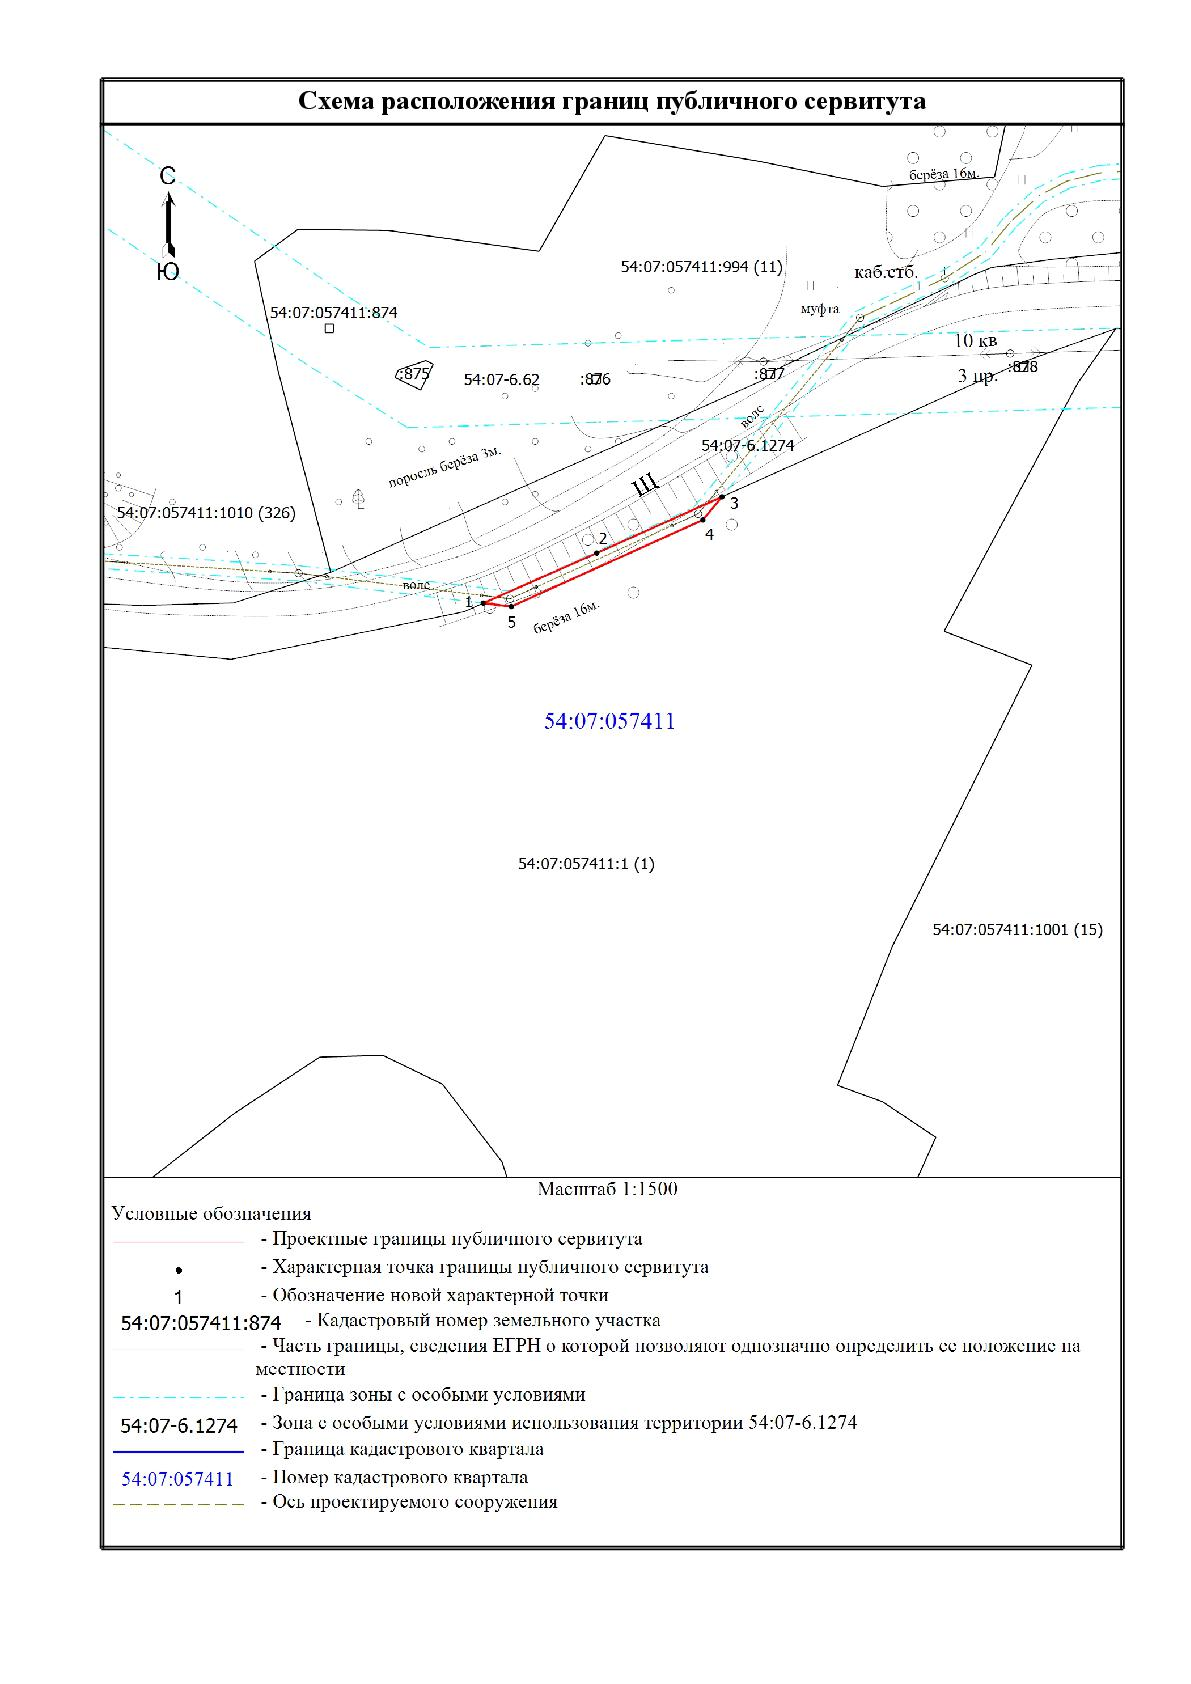 Схема расположения границ публичного сервитута
С
Ю
берёза 16м.
54:07:057411:994 (11)
каб.стб.
муфта
54:07:057411:874
10 кв
3 пр.
:875
54:07-6.62
волс
54:07-6.1274
поросль берёза 3м.
Щ
54:07:057411:1010 (326)
3
4
2
волс
1
5
берёза 16м.
54:07:057411
54:07:057411:1 (1)
54:07:057411:1001 (15)
Масштаб 1:1500
Условные обозначения
- Проектные границы публичного сервитута
- Характерная точка границы публичного сервитута
1 - Обозначение новой характерной точки
54:07:057411:874 - Кадастровый номер земельного участка
- Часть границы, сведения ЕГРН о которой позволяют однозначно определить ее положение на
местности
- Граница зоны с особыми условиями
54:07-6.1274 - Зона с особыми условиями использования территории 54:07-6.1274
- Граница кадастрового квартала
54:07:057411 - Номер кадастрового квартала
- Ось проектируемого сооружения